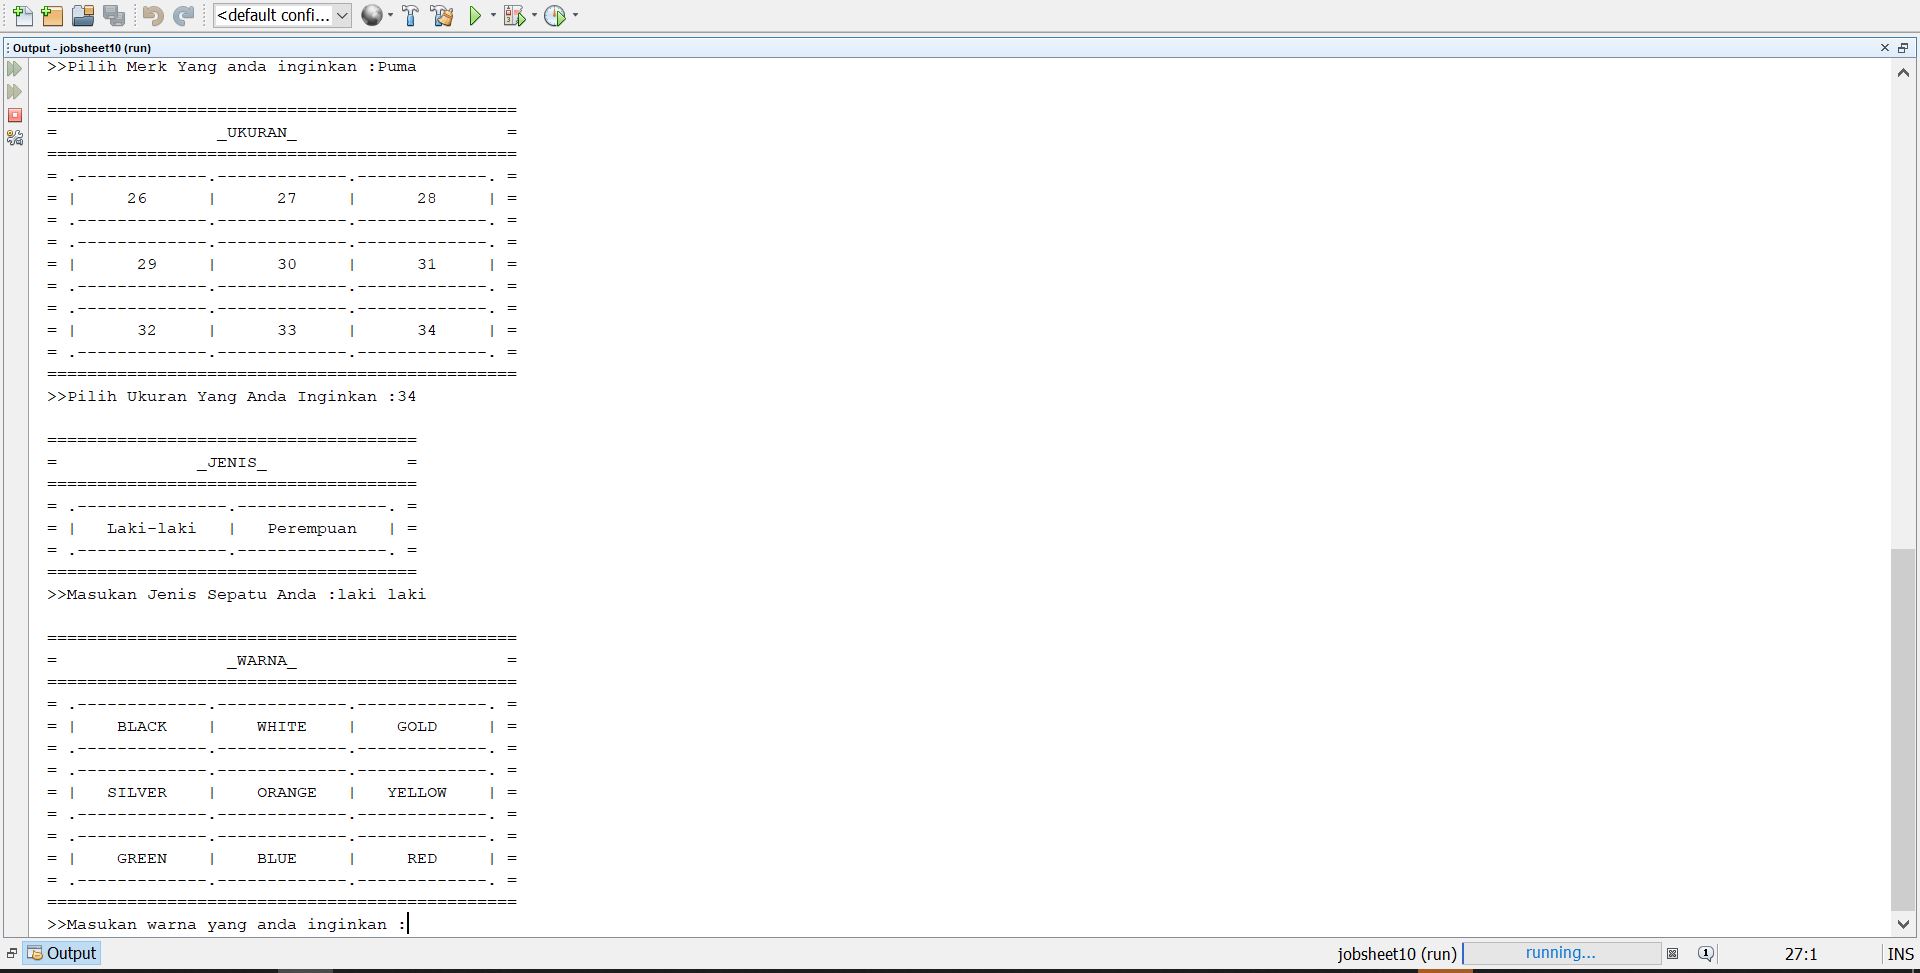 <default confi...
Output - jobsheet10 (run)
>>Pilih Merk Yang anda inginkan :Puma
===============================================
=                _UKURAN_                     =
===============================================
= .-------------.-------------.-------------. =
= |     26      |      27     |      28     | =
= .-------------.-------------.-------------. =
= .-------------.-------------.-------------. =
= |      29     |      30     |      31     | =
= .-------------.-------------.-------------. =
= .-------------.-------------.-------------. =
= |      32     |      33     |      34     | =
= .-------------.-------------.-------------. =
===============================================
>>Pilih Ukuran Yang Anda Inginkan :34
=====================================
=              _JENIS_              =
=====================================
= .---------------.---------------. =
= |   Laki-laki   |   Perempuan   | =
= .---------------.---------------. =
=====================================
>>Masukan Jenis Sepatu Anda :laki laki
===============================================
=                 _WARNA_                     =
===============================================
= .-------------.-------------.-------------. =
= |    BLACK    |    WHITE    |    GOLD     | =
= .-------------.-------------.-------------. =
= .-------------.-------------.-------------. =
= |   SILVER    |    ORANGE   |   YELLOW    | =
= .-------------.-------------.-------------. =
= .-------------.-------------.-------------. =
= |    GREEN    |    BLUE     |     RED     | =
= .-------------.-------------.-------------. =
===============================================
>>Masukan warna yang anda inginkan :
Output
jobsheet10 (run)
running...
1
27:1
INS